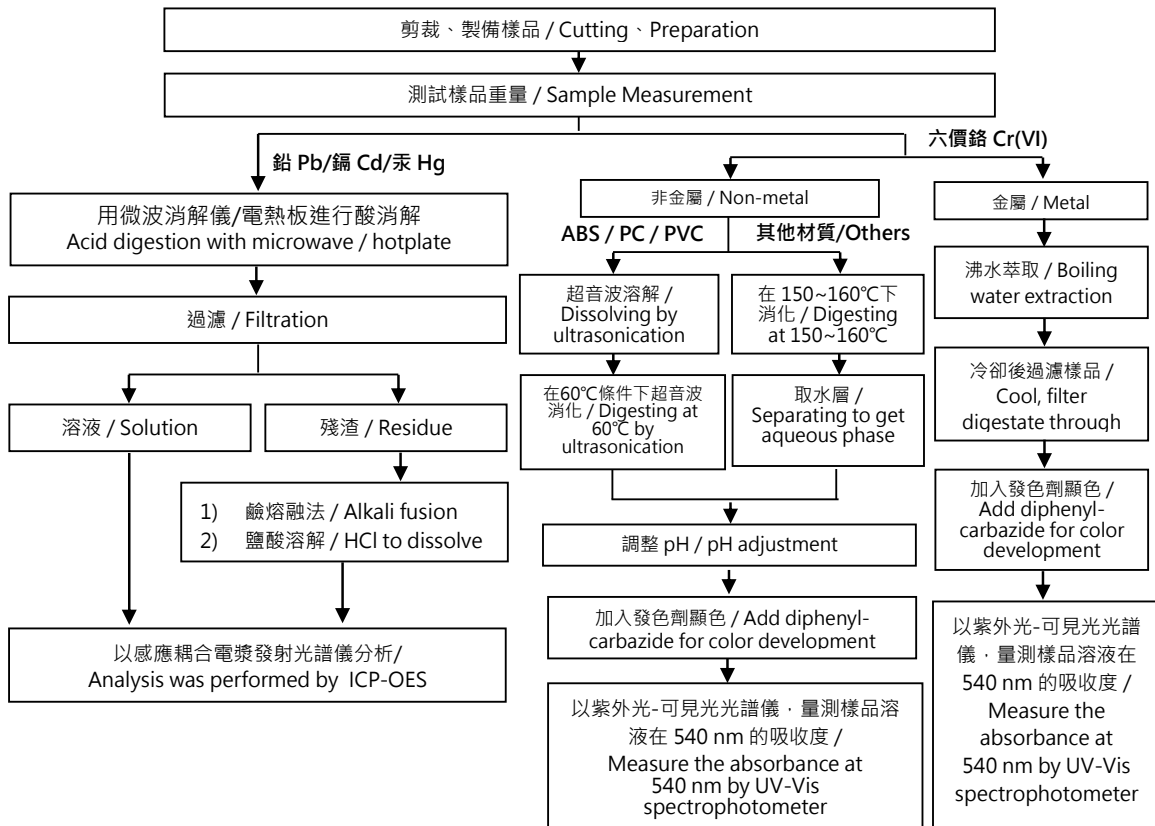 剪裁、製備樣品 / Cutting、Preparation
測試樣品重量 / Sample Measurement
鉛 Pb/鎘 Cd/汞 Hg
六價鉻 Cr(VI)
用微波消解儀/電熱板進行酸消解
Acid digestion with microwave / hotplate
過濾 / Filtration
溶液 / Solution
殘渣 / Residue
1) 鹼熔融法 / Alkali fusion
2) 鹽酸溶解 / HCl to dissolve
以感應耦合電漿發射光譜儀分析/
Analysis was performed by ICP-OES
非金屬 / Non-metal
ABS / PC / PVC
其他材質/Others
超音波溶解 /
Dissolving by
ultrasonication
在60℃條件下超音波
消化 / Digesting at
60℃ by
ultrasonication
在 150~160℃下
消化 / Digesting
at 150~160℃
取水層 /
Separating to get
aqueous phase
調整 pH / pH adjustment
加入發色劑顯色 / Add diphenyl-
carbazide for color development
以紫外光-可見光光譜儀，量測樣品溶
液在 540 nm 的吸收度 /
Measure the absorbance at
540 nm by UV-Vis
spectrophotometer
金屬 / Metal
沸水萃取 / Boiling
water extraction
冷卻後過濾樣品 /
Cool, filter
digestate through
加入發色劑顯色 /
Add diphenyl-
carbazide for color
development
以紫外光-可見光光譜
儀，量測樣品溶液在
540 nm 的吸收度 /
Measure the
absorbance at
540 nm by UV-Vis
spectrophotometer